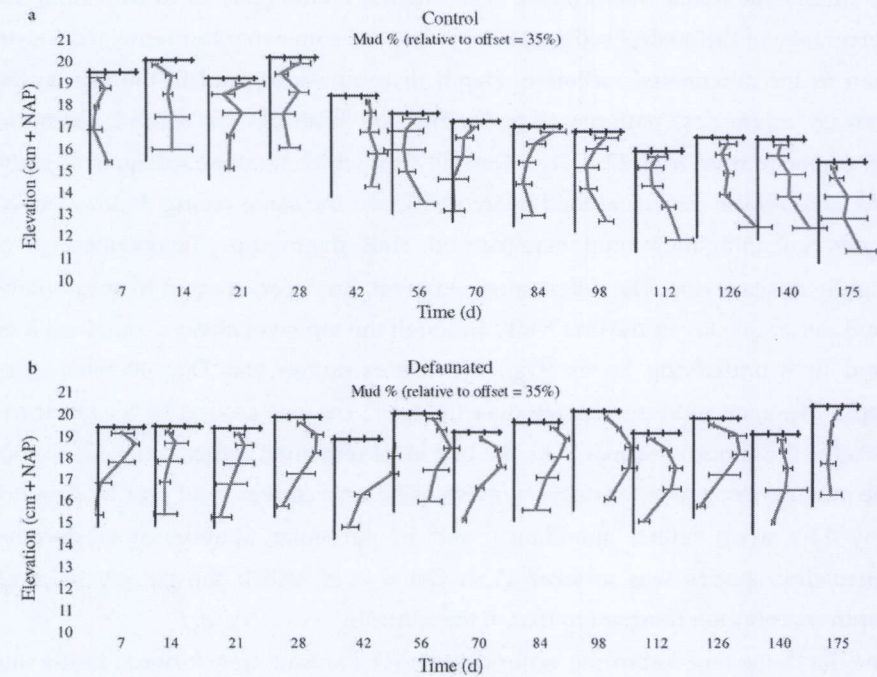 a
Control
Mud % (relative to offset = 35%)
Elevation (cm + NAP)
21
20
19
18
17
16
15
14
13
12
11
10
7 14 21 28 42 56 70 84 98 112 126 140 175
Time (d)
b
Defaunated
Mud % (relative to offset = 35%)
Elevation (cm + NAP)
21
20
19
18
17
16
15
14
13
12
11
10
7 14 21 28 42 56 70 84 98 112 126 140 175
Time (d)